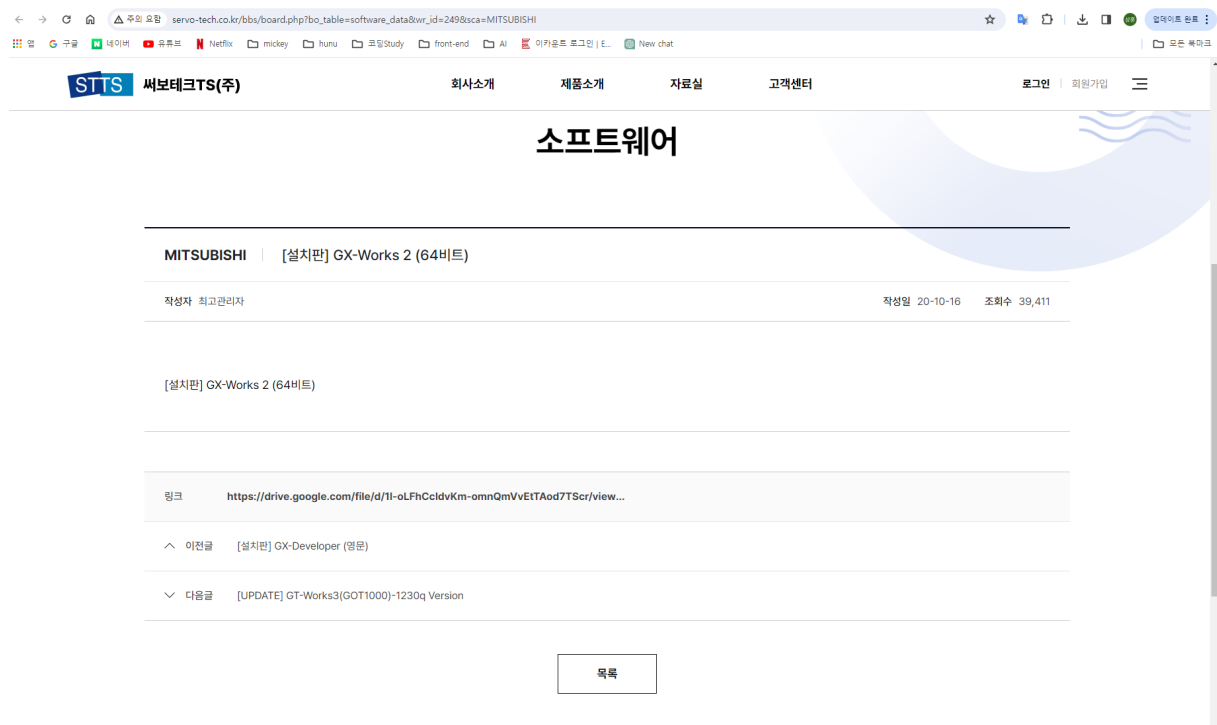 주의 요함 servo-tech.co.kr/bbs/board.php?bo_table=software_data&wr_id=249&sca=MITSUBISHI 업데이트 완료
앱 구글 네이버 유튜브 Netflix mickey hunu 코딩Study front-end AI 이카운트 로그인 | E... New chat 모든 북마크
STTS 써보테크TS(주) 회사소개 제품소개 자료실 고객센터 로그인 회원가입
소프트웨어
MITSUBISHI [설치판] GX-Works 2 (64비트)
작성자 최고관리자 작성일 20-10-16 조회수 39,411
[설치판] GX-Works 2 (64비트)
링크 https://drive.google.com/file/d/1I-oLFhCcIdvKm-omnQmVvEtTAod7TScr/view...
이전글 [설치판] GX-Developer (영문)
다음글 [UPDATE] GT-Works3(GOT1000)-1230q Version
목록